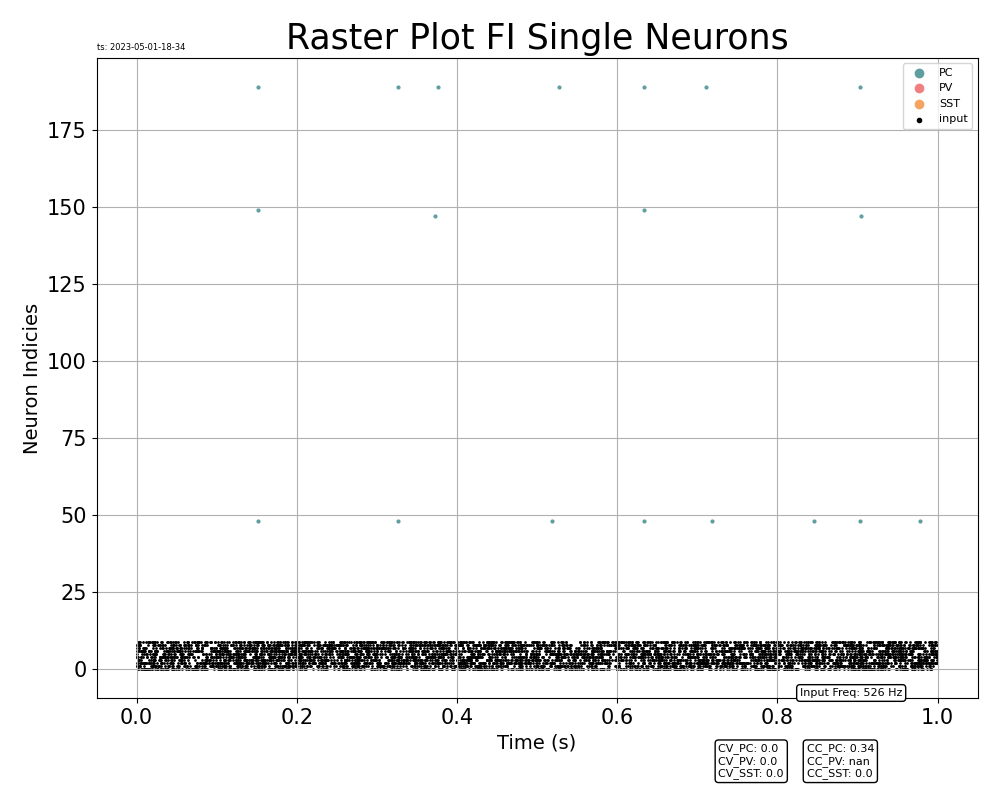 Raster Plot FI Single Neurons
ts: 2023-05-01-18-34
PC
PV
SST
input
175
150
125
100
75
50
25
0
Neuron Indicies
0.0 0.2 0.4 0.6 0.8 1.0
Time (s)
Input Freq: 526 Hz
CV_PC: 0.0
CV_PV: 0.0
CV_SST: 0.0
CC_PC: 0.34
CC_PV: nan
CC_SST: 0.0